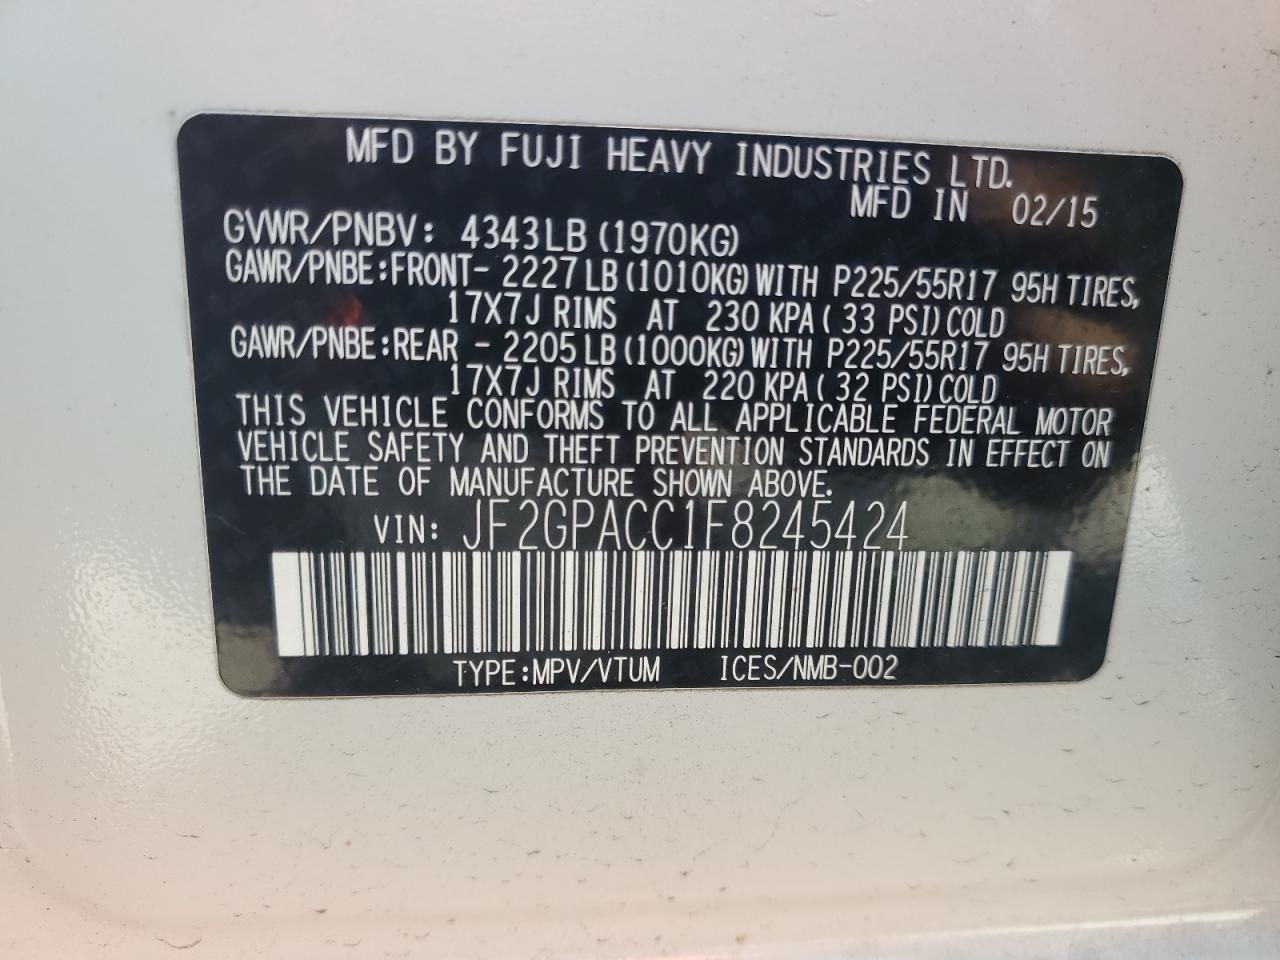 MFD BY FUJI HEAVY INDUSTRIES LTD.
MFD IN 02/15
GVWR/PNBV: 4343LB (1970KG)
GAWR/PNBE:FRONT- 2227LB (1010KG) WITH P225/55R17 95H TIRES,
17X7J RIMS AT 230 KPA( 33 PSI) COLD
GAWR/PNBE:REAR - 2205LB (1000KG) WITH P225/55R17 95H TIRES,
17X7J RIMS AT 220 KPA( 32 PSI) COLD
THIS VEHICLE CONFORMS TO ALL APPLICABLE FEDERAL MOTOR
VEHICLE SAFETY AND THEFT PREVENTION STANDARDS IN EFFECT ON
THE DATE OF MANUFACTURE SHOWN ABOVE.
VIN: JF2GPACC1F8245424
TYPE:MPV/VTUM ICES/NMB-002